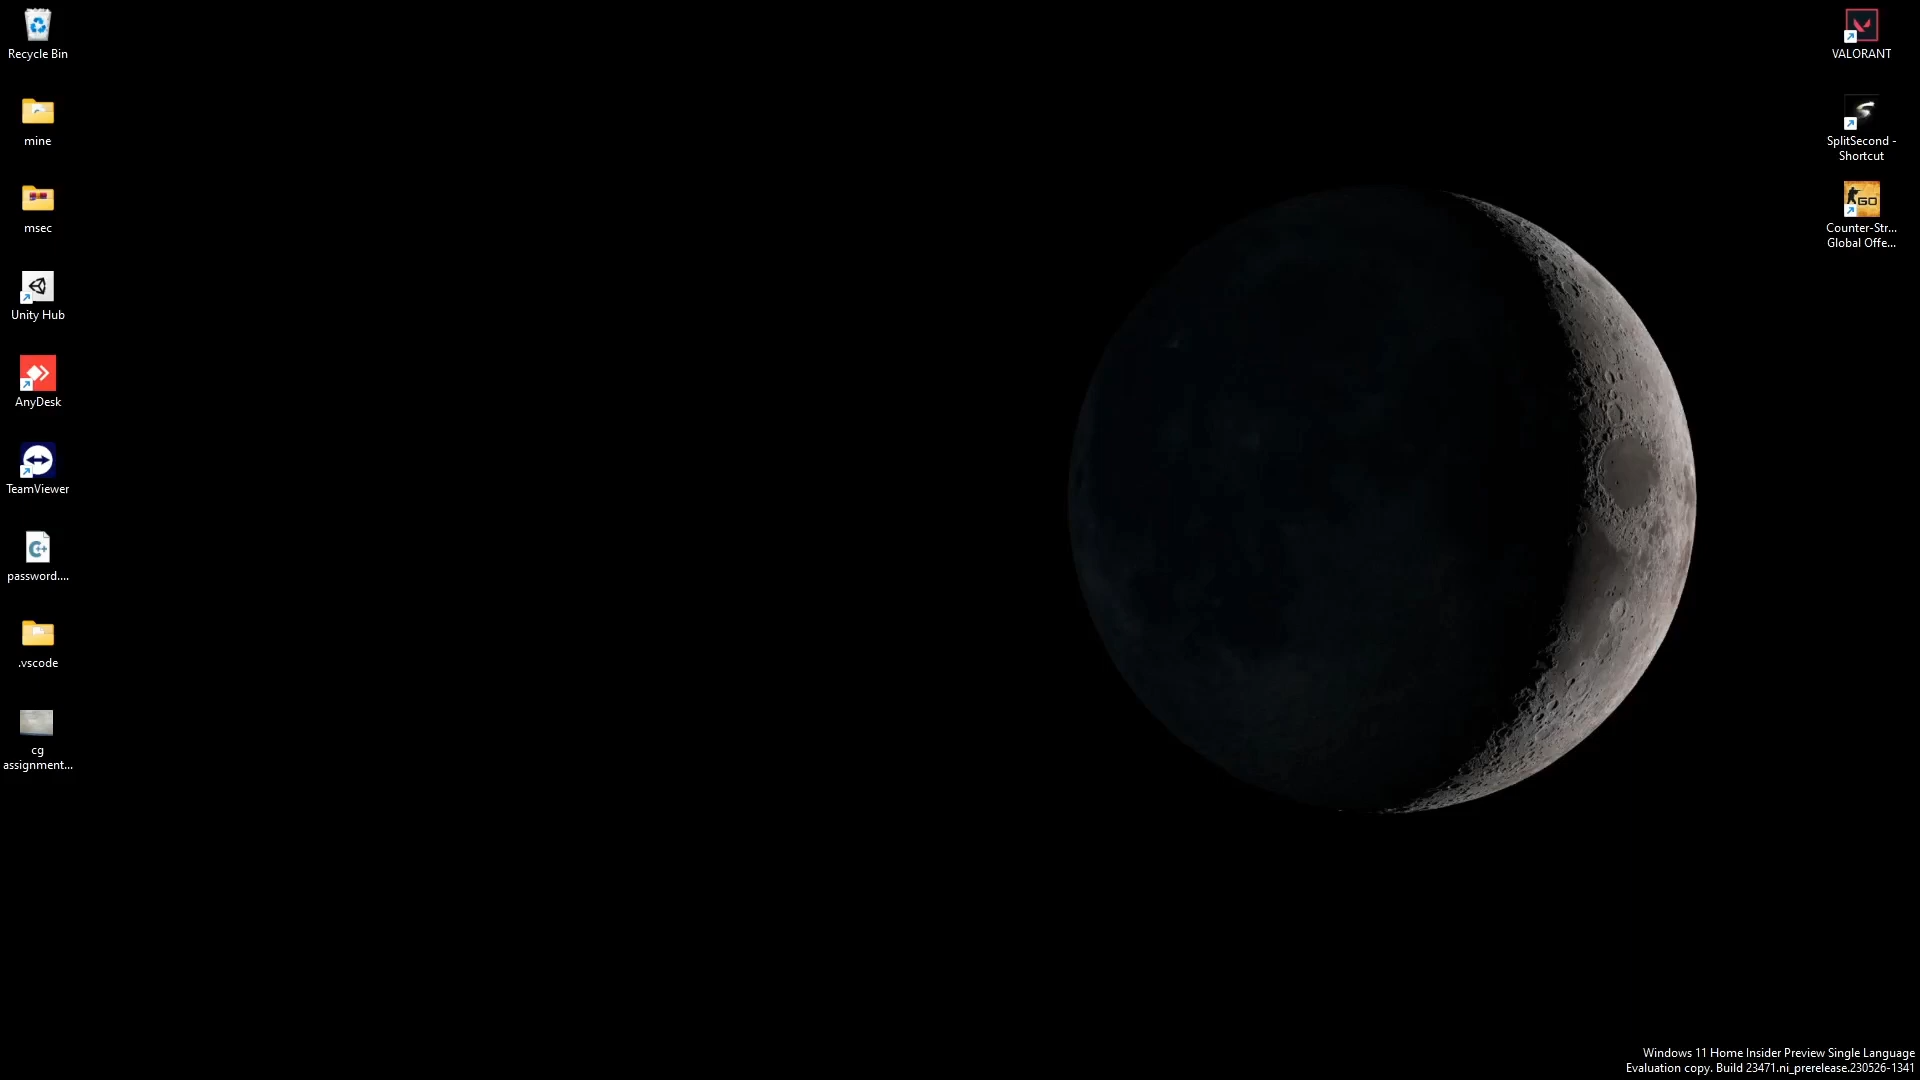 Recycle Bin
mine
msec
Unity Hub
AnyDesk
TeamViewer
password....
.vscode
cg
assignment...
VALORANT
SplitSecond -
Shortcut
GO
Counter-Str...
Global Offe...
Windows 11 Home Insider Preview Single Language
Evaluation copy. Build 23471.ni_prerelease.230526-1341